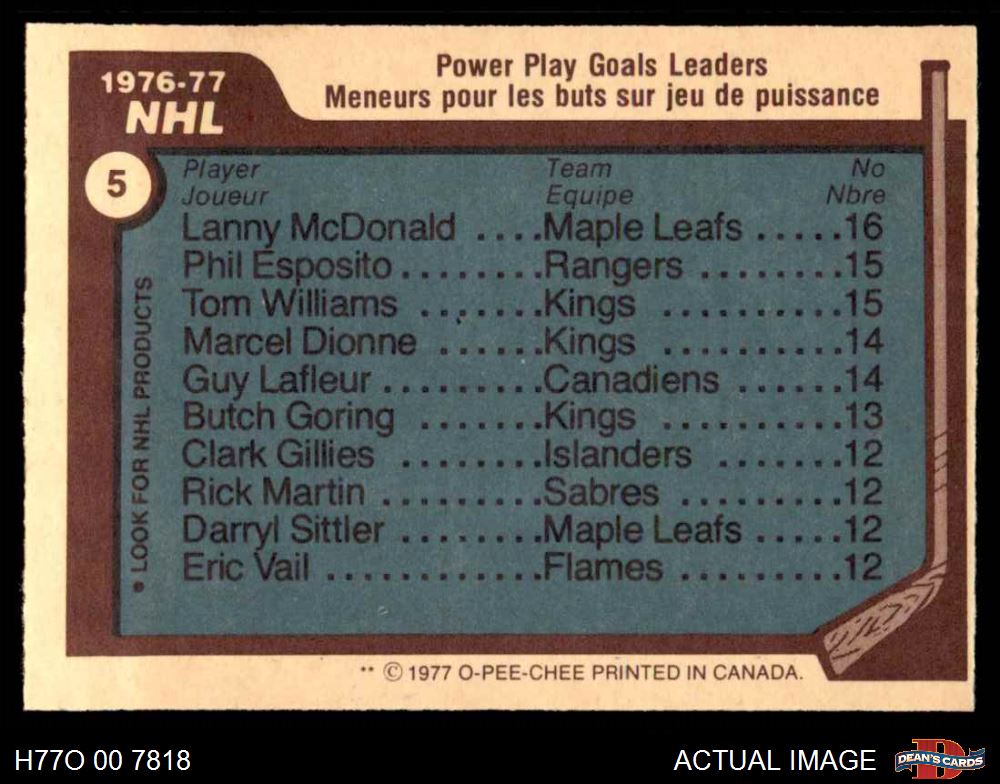 1976-77
NHL
Power Play Goals Leaders
Meneurs pour les buts sur jeu de puissance
5
Player Team No
Joueur Equipe Nbre
Lanny McDonald ....Maple Leafs .....16
Phil Esposito ........Rangers ........15
Tom Williams .......Kings ..........15
Marcel Dionne ......Kings ..........14
Guy Lafleur .........Canadiens ......14
Butch Goring .......Kings ..........13
Clark Gillies ........Islanders .......12
Rick Martin .........Sabres .........12
Darryl Sittler ........Maple Leafs .....12
Eric Vail ............Flames .........12
• LOOK FOR NHL PRODUCTS
** © 1977 O-PEE-CHEE PRINTED IN CANADA.
H77O 00 7818
ACTUAL IMAGE
DEAN'S CARDS